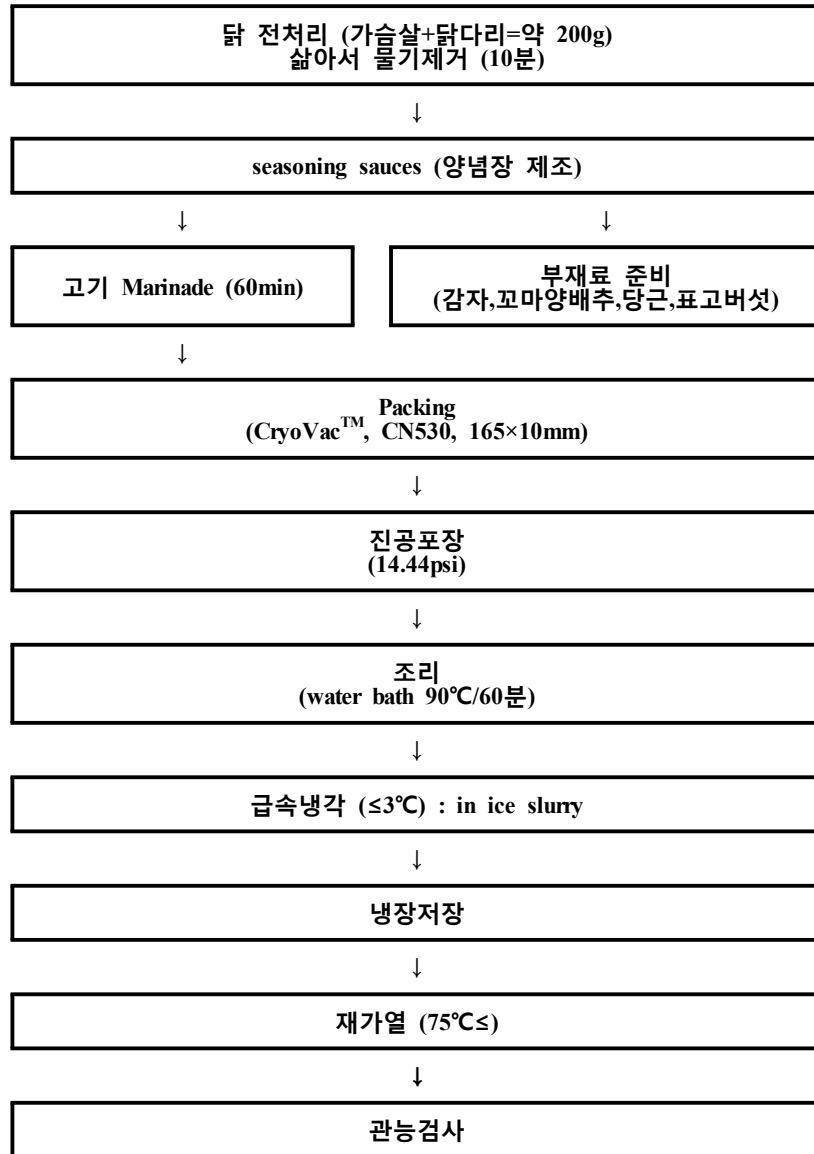 닭 전처리 (가슴살+닭다리=약 200g)
삶아서 물기제거 (10분)
↓
seasoning sauces (양념장 제조)
↓ ↓
고기 Marinade (60min)
부재료 준비
(감자,꼬마양배추,당근,표고버섯)
↓
Packing
(CryoVac™, CN530, 165×10mm)
↓
진공포장
(14.44psi)
↓
조리
(water bath 90℃/60분)
↓
급속냉각 (≤3℃) : in ice slurry
↓
냉장저장
↓
재가열 (75℃≤)
↓
관능검사